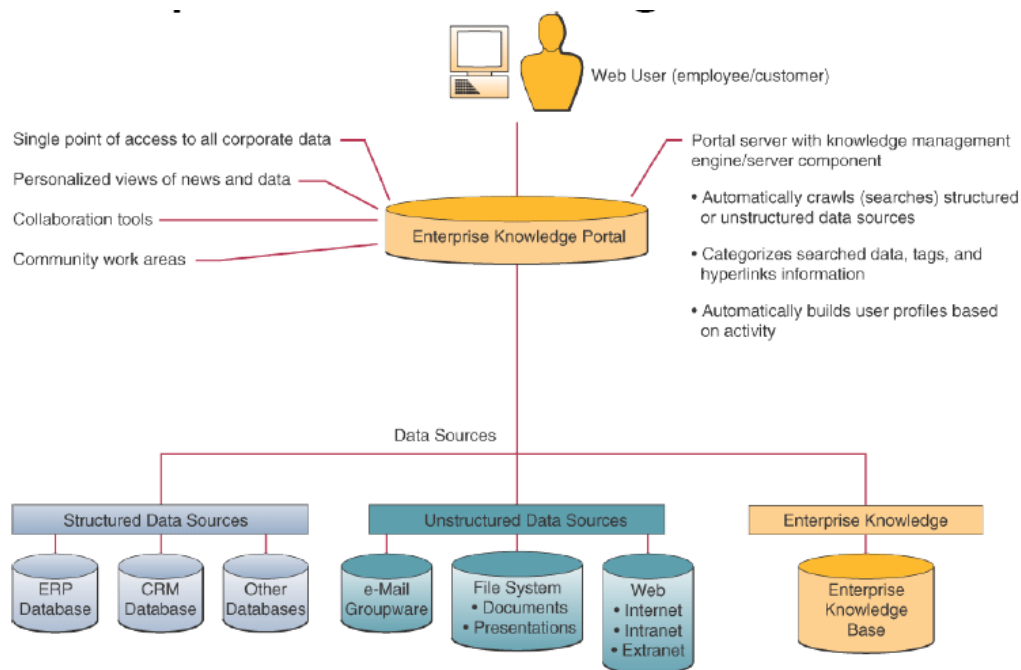 Web User (employee/customer)
Single point of access to all corporate data
Personalized views of news and data
Collaboration tools
Community work areas
Enterprise Knowledge Portal
Portal server with knowledge management
engine/server component
• Automatically crawls (searches) structured
or unstructured data sources
• Categorizes searched data, tags, and
hyperlinks information
• Automatically builds user profiles based
on activity
Data Sources
Structured Data Sources
ERP
Database
CRM
Database
Other
Databases
Unstructured Data Sources
e-Mail
Groupware
File System
• Documents
• Presentations
Web
• Internet
• Intranet
• Extranet
Enterprise Knowledge
Enterprise
Knowledge
Base